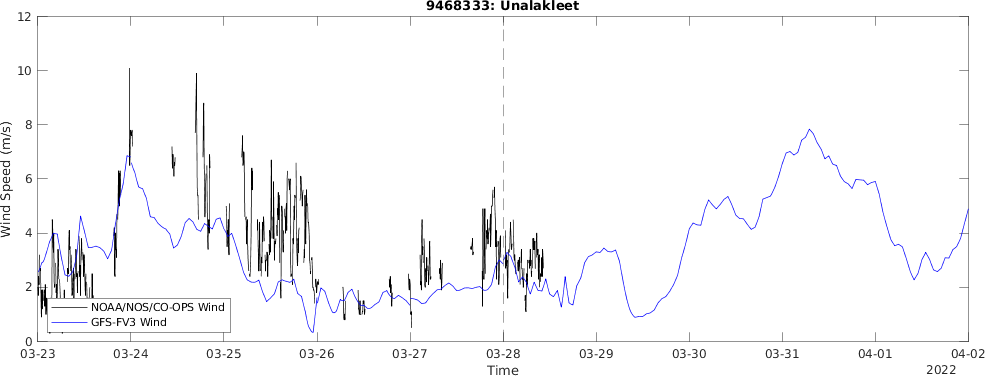 9468333: Unalakleet
12
10
8
6
4
2
0
Wind Speed (m/s)
NOAA/NOS/CO-OPS Wind
GFS-FV3 Wind
03-23 03-24 03-25 03-26 03-27 03-28 03-29 03-30 03-31 04-01 04-02
Time
2022